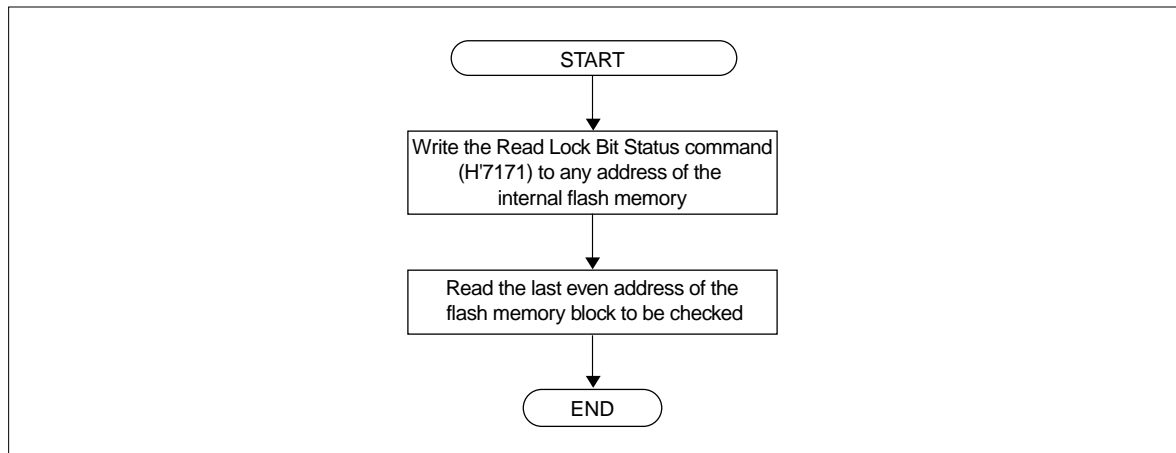 START
Write the Read Lock Bit Status command
(H'7171) to any address of the
internal flash memory
Read the last even address of the
flash memory block to be checked
END